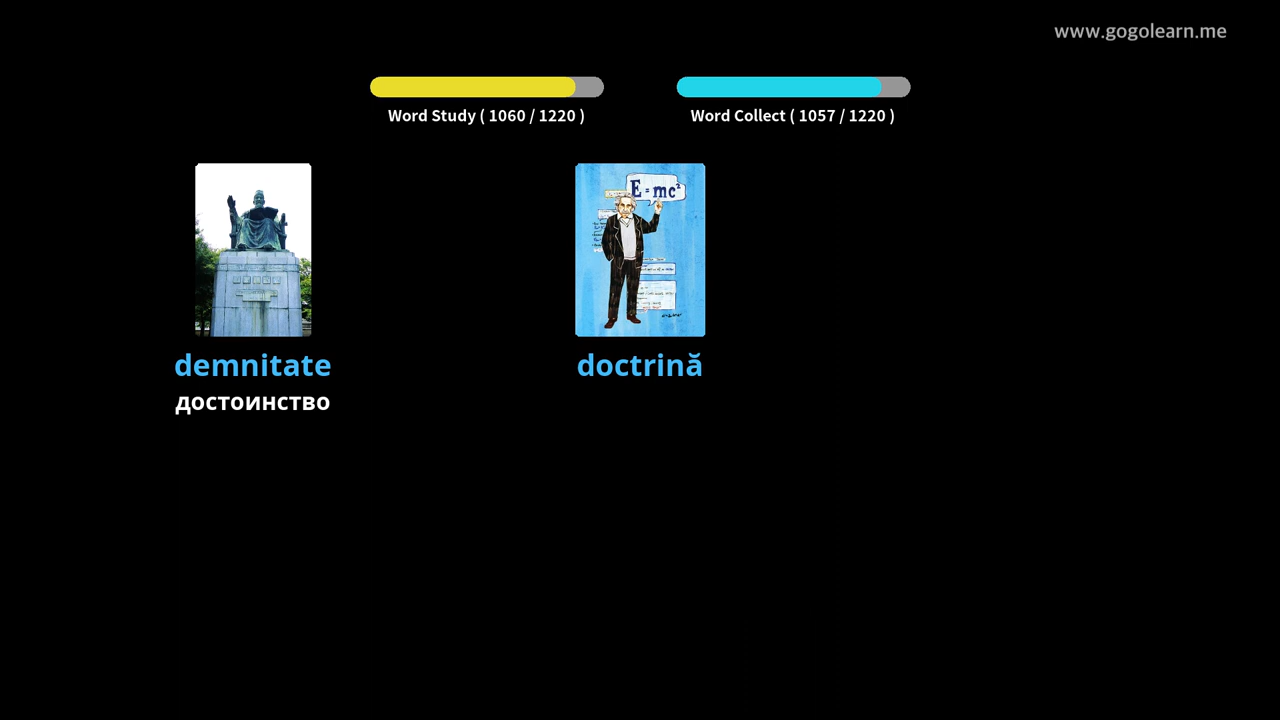 www.gogolearn.me
Word Study ( 1060 / 1220 )
Word Collect ( 1057 / 1220 )
E=mc²
demnitate
doctrină
достоинство